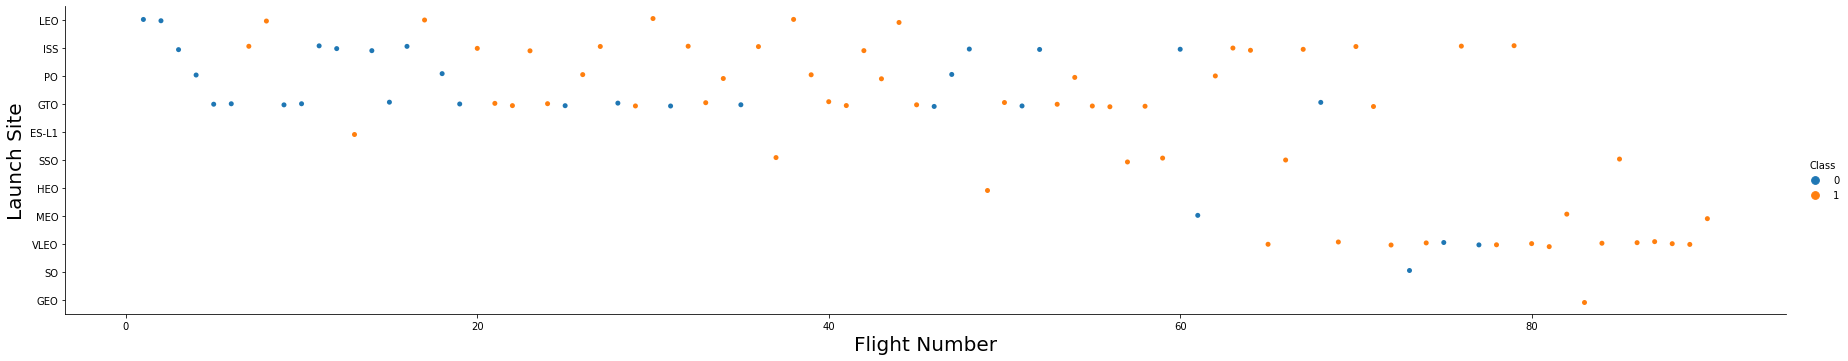 LEO
ISS
PO
GTO
ES-L1
SSO
HEO
MEO
VLEO
SO
GEO
Launch Site
0
20
40
60
80
Flight Number
Class
0
1